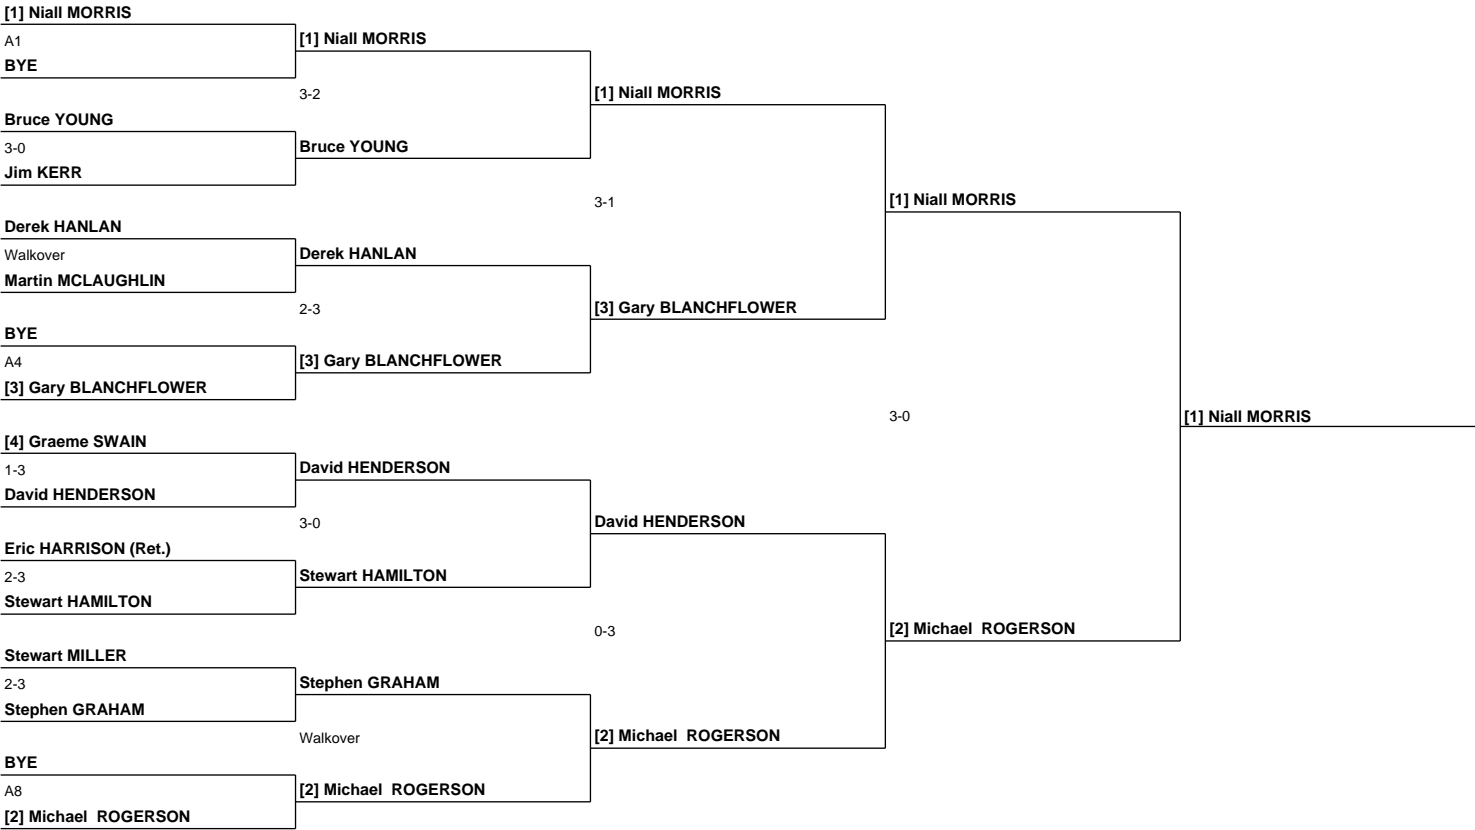 [1] Niall MORRIS
A1
BYE
Bruce YOUNG
3-0
Jim KERR
Derek HANLAN
Walkover
Martin MCLAUGHLIN
BYE
A4
[3] Gary BLANCHFLOWER
[4] Graeme SWAIN
1-3
David HENDERSON
Eric HARRISON (Ret.)
2-3
Stewart HAMILTON
Stewart MILLER
2-3
Stephen GRAHAM
BYE
A8
[2] Michael  ROGERSON
[1] Niall MORRIS
3-2
Bruce YOUNG
Derek HANLAN
2-3
[3] Gary BLANCHFLOWER
David HENDERSON
3-0
Stewart HAMILTON
Stephen GRAHAM
Walkover
[2] Michael  ROGERSON
[1] Niall MORRIS
3-1
[3] Gary BLANCHFLOWER
David HENDERSON
0-3
[2] Michael  ROGERSON
[1] Niall MORRIS
3-0
[2] Michael  ROGERSON
[1] Niall MORRIS